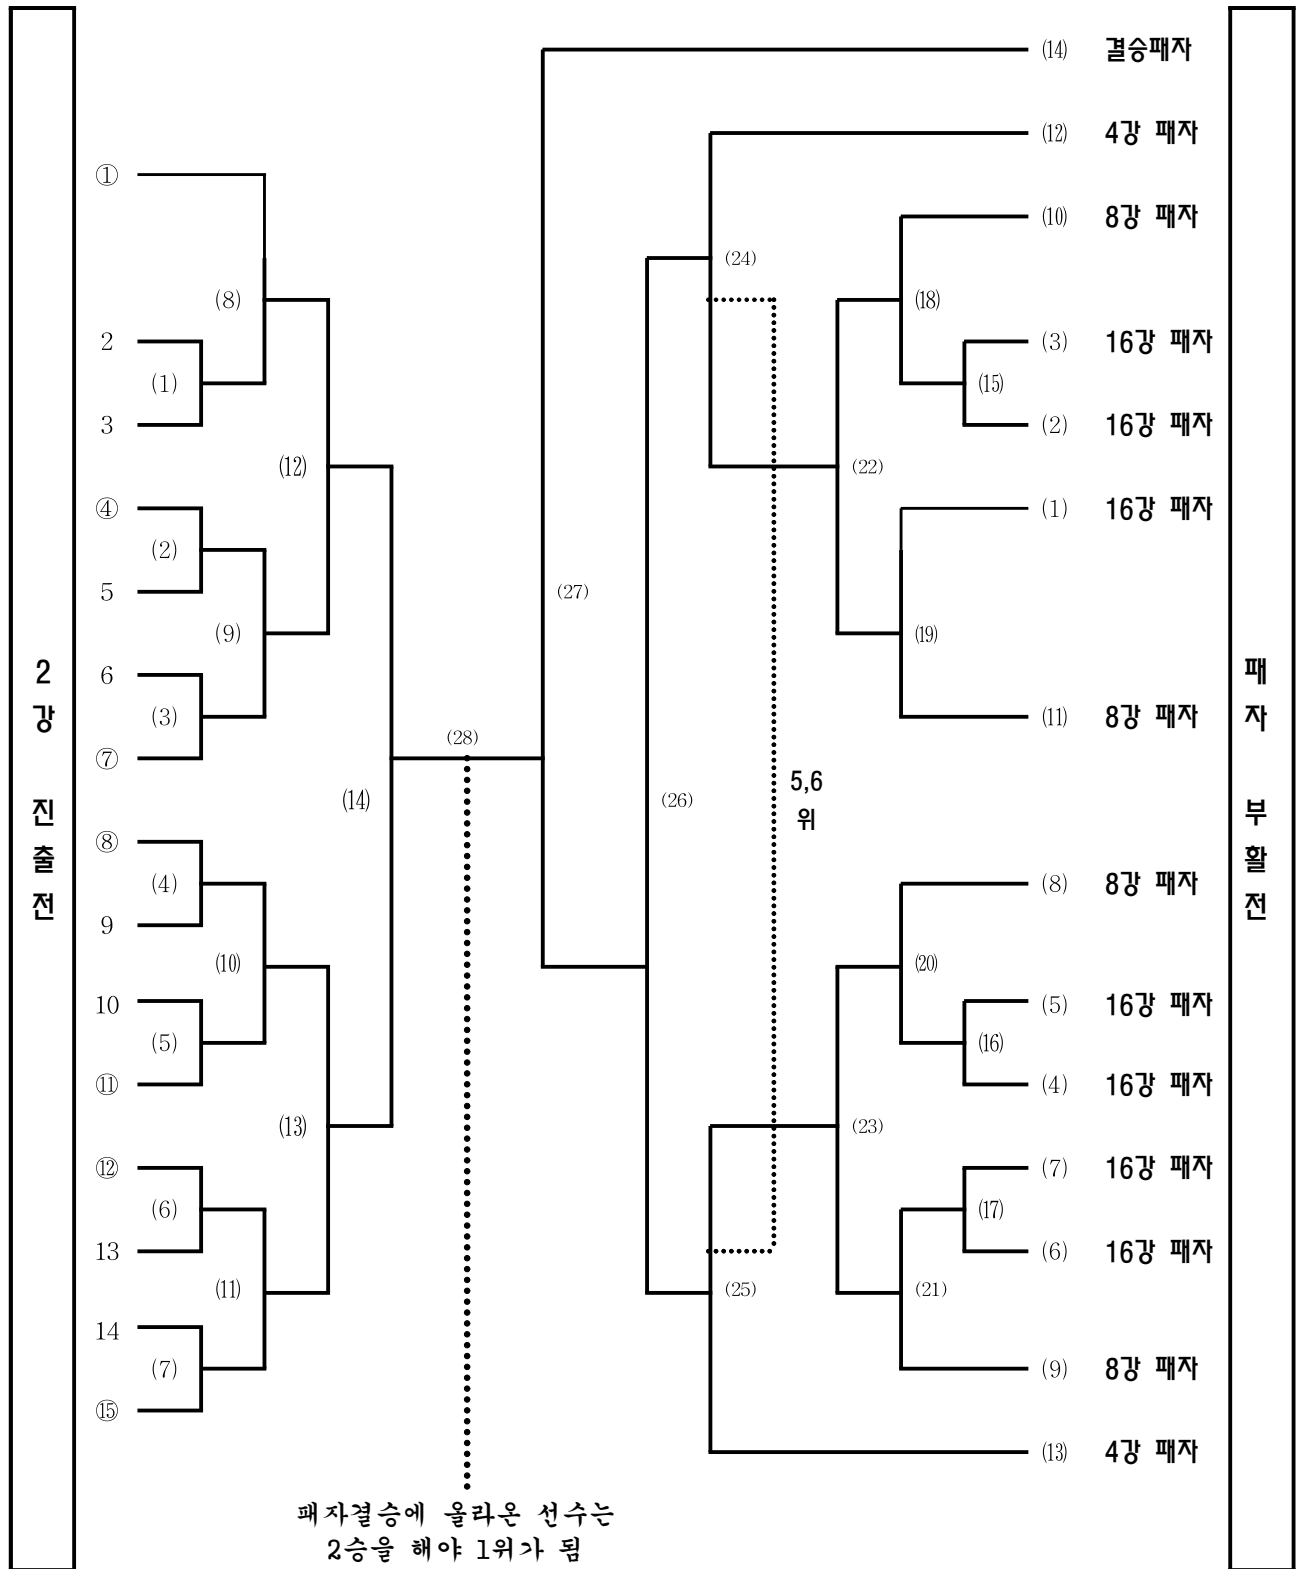 2
강
진
출
전
①
2
3
④
5
6
⑦
⑧
9
10
⑪
⑫
13
14
⑮
(1)
(2)
(3)
(4)
(5)
(6)
(7)
(8)
(9)
(10)
(11)
(12)
(13)
(14)
(28)
패자결승에 올라온 선수는
2승을 해야 1위가 됨
(27)
(26)
(24)
(25)
5,6
위
(22)
(23)
(18)
(19)
(20)
(21)
(15)
(16)
(17)
(14) 결승패자
(12) 4강 패자
(10) 8강 패자
(3) 16강 패자
(2) 16강 패자
(1) 16강 패자
(11) 8강 패자
(8) 8강 패자
(5) 16강 패자
(4) 16강 패자
(7) 16강 패자
(6) 16강 패자
(9) 8강 패자
(13) 4강 패자
패
자
부
활
전